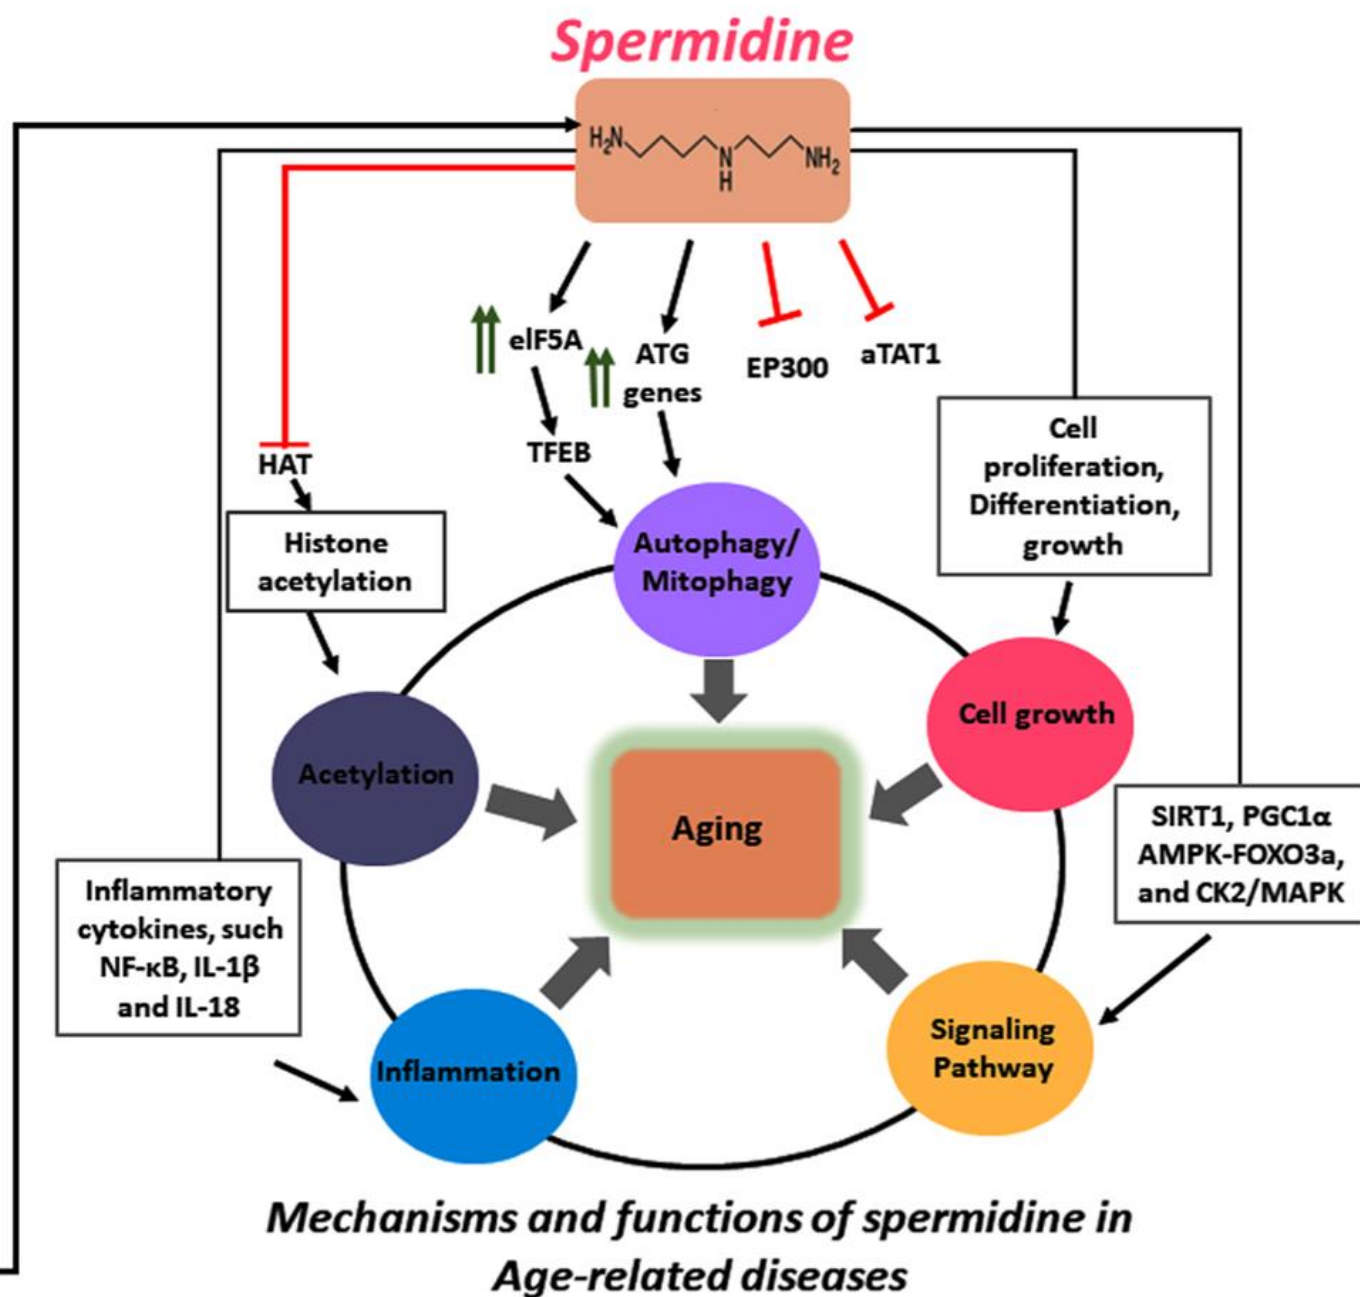 Spermidine
H₂N
N
H
NH₂
elF5A
ATG
genes
EP300
aTAT1
TFEB
HAT
Histone
acetylation
Cell
proliferation,
Differentiation,
growth
Autophagy/
Mitophagy
Cell growth
Acetylation
Aging
SIRT1, PGC1α
AMPK-FOXO3a,
and CK2/MAPK
Inflammatory
cytokines, such
NF-κB, IL-1β
and IL-18
Signaling
Pathway
Inflammation
Mechanisms and functions of spermidine in
Age-related diseases